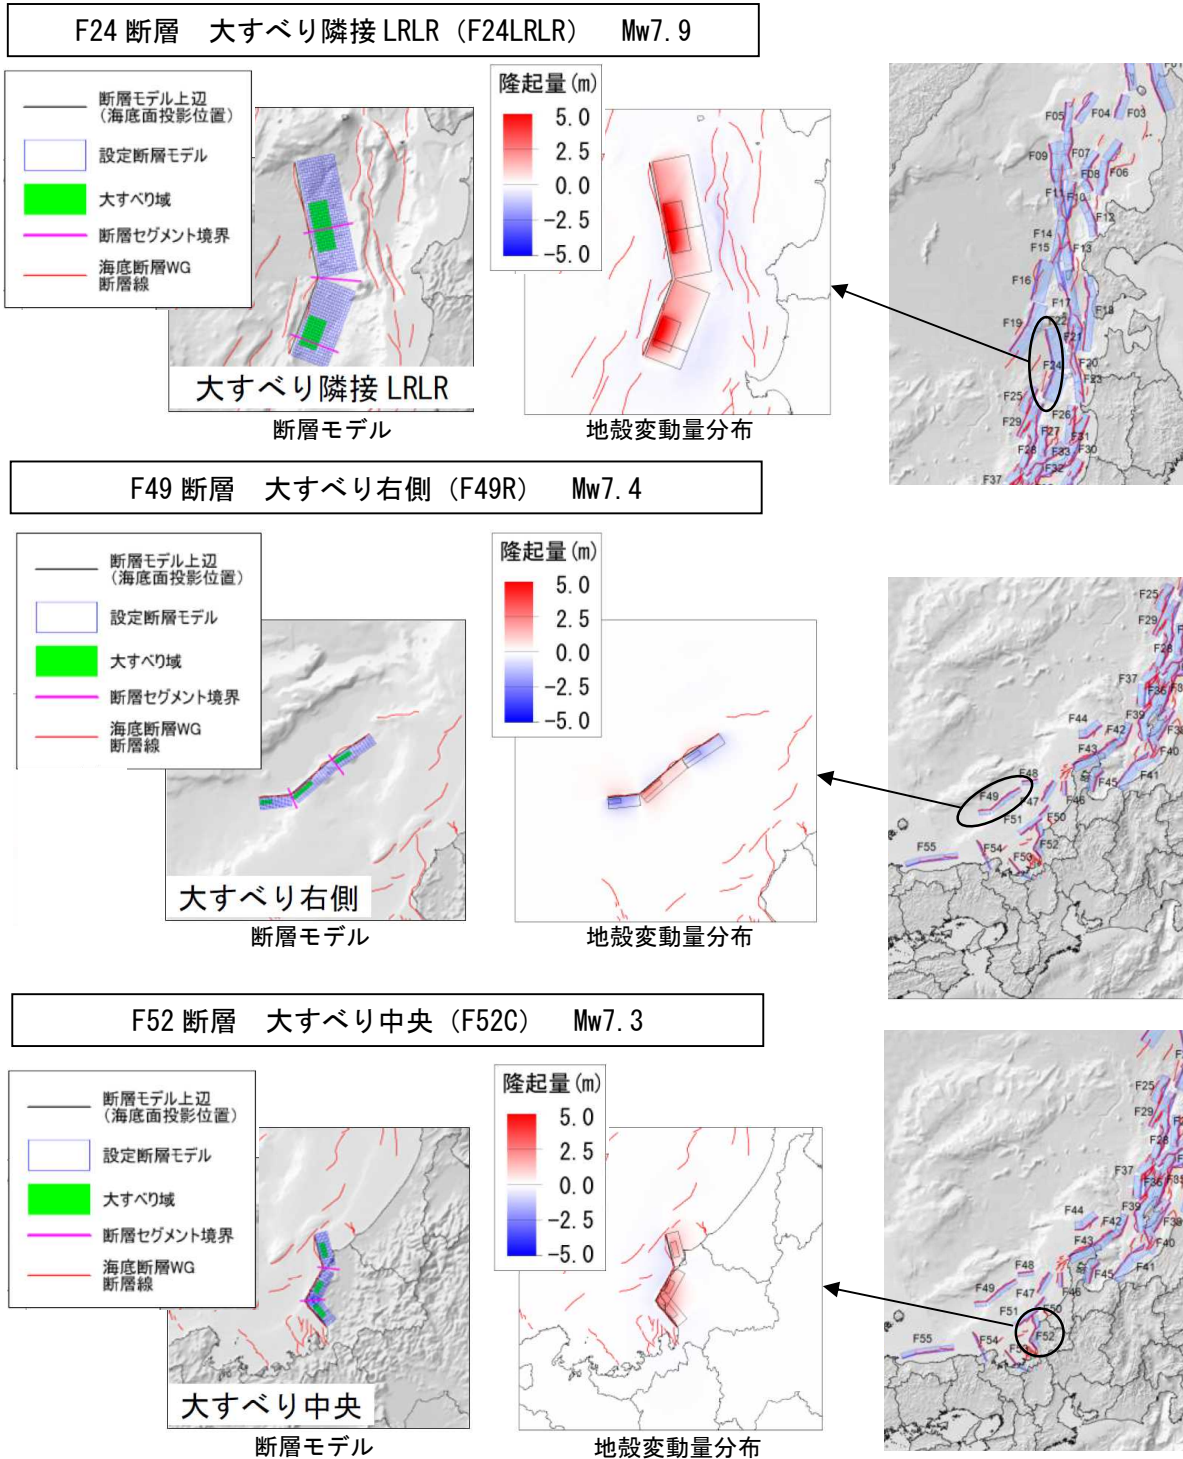 F24 断層　大すべり隣接 LRLR（F24LRLR）　Mw7.9
断層モデル上辺
（海底面投影位置）
設定断層モデル
大すべり域
断層セグメント境界
海底断層WG
断層線
大すべり隣接 LRLR
断層モデル
隆起量(m)
5.0
2.5
0.0
-2.5
-5.0
地殻変動量分布
F01
F05
F04
F03
F09
F07
F08
F06
F11
F10
F12
F14
F15
F13
F16
F17
F18
F19
F22
F21
F24
F20
F23
F25
F26
F29
F27
F31
F28
F33
F30
F32
F37
F49 断層　大すべり右側（F49R）　Mw7.4
断層モデル上辺
（海底面投影位置）
設定断層モデル
大すべり域
断層セグメント境界
海底断層WG
断層線
大すべり右側
断層モデル
隆起量(m)
5.0
2.5
0.0
-2.5
-5.0
地殻変動量分布
F25
F29
F28
F37
F36
F39
F44
F42
F43
F40
F41
F45
F46
F48
F49
F47
F51
F50
F52
F54
F53
F55
F52 断層　大すべり中央（F52C）　Mw7.3
断層モデル上辺
（海底面投影位置）
設定断層モデル
大すべり域
断層セグメント境界
海底断層WG
断層線
大すべり中央
断層モデル
隆起量(m)
5.0
2.5
0.0
-2.5
-5.0
地殻変動量分布
F25
F29
F28
F37
F36
F35
F39
F44
F42
F38
F43
F40
F41
F45
F46
F48
F49
F47
F51
F50
F52
F54
F55